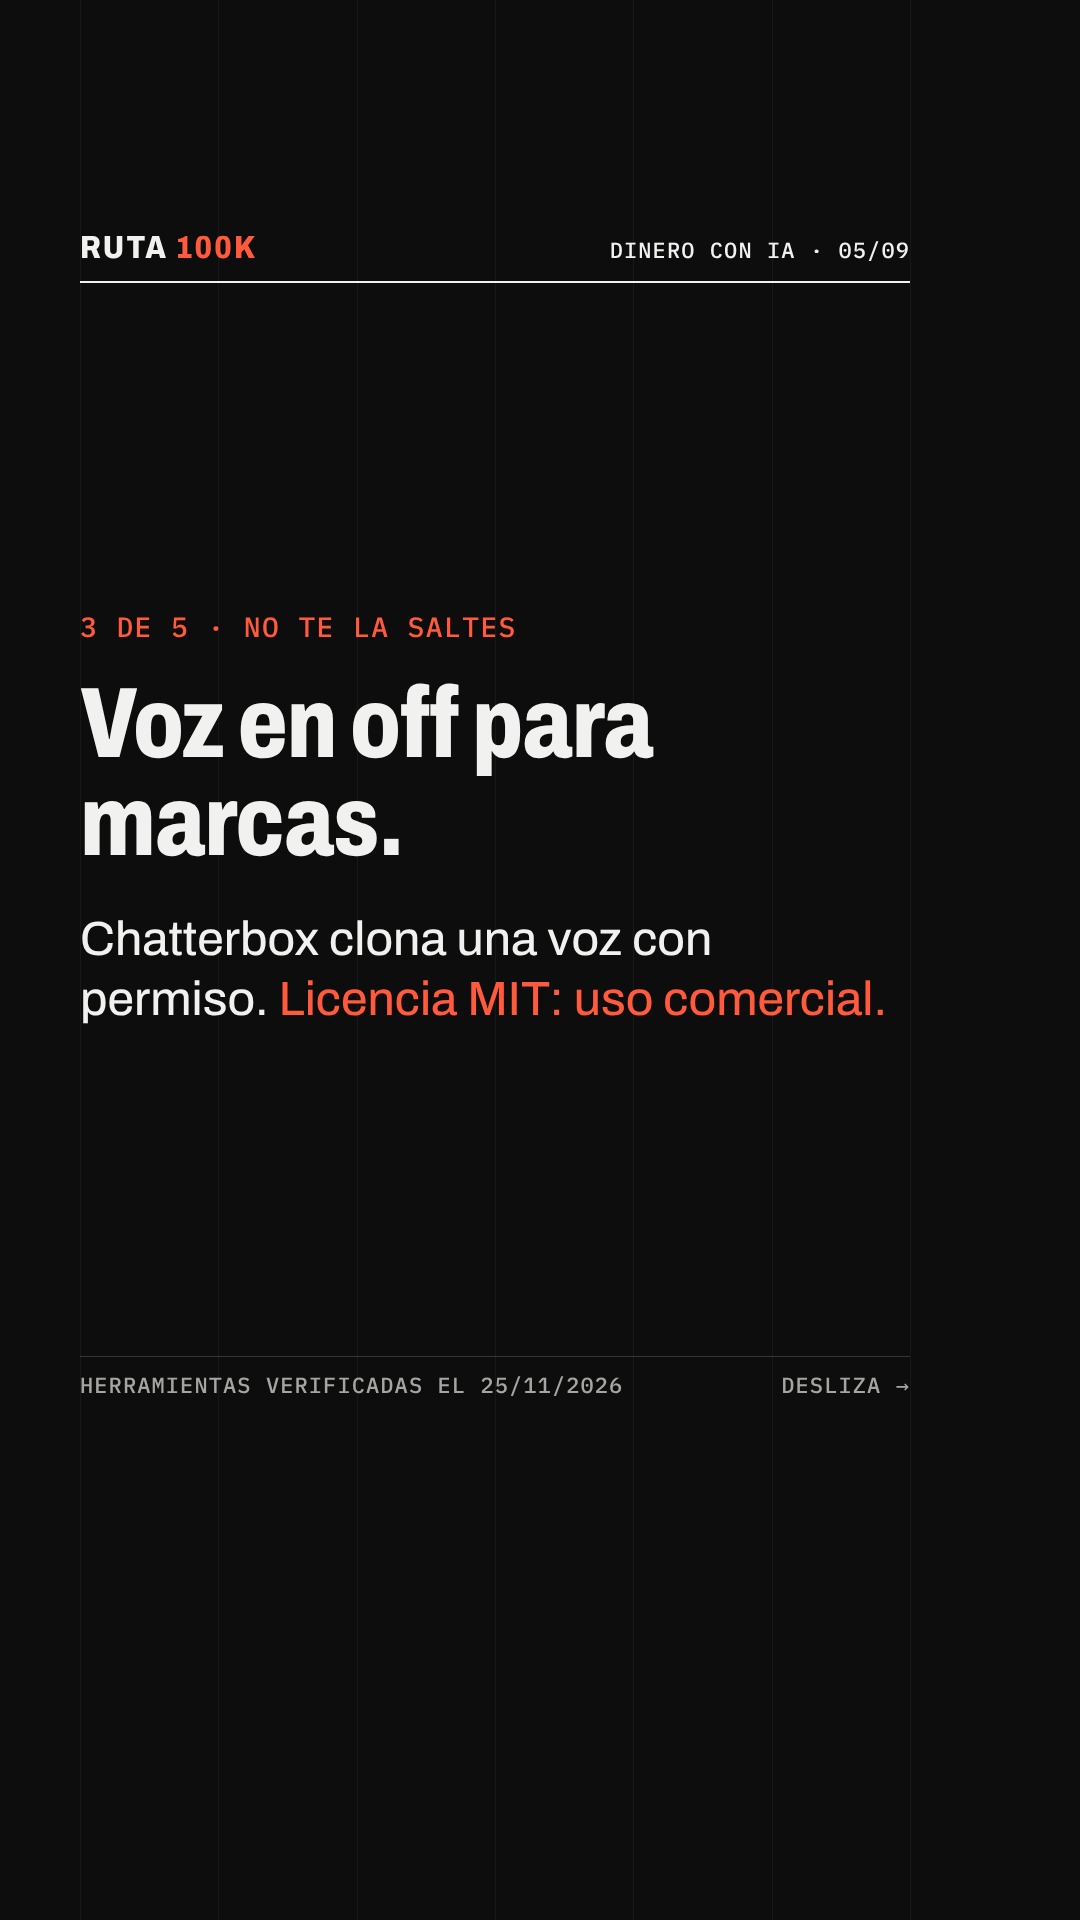 RUTA 100K
DINERO CON IA · 05/09
3 DE 5 · NO TE LA SALTES
Voz en off para
marcas.
Chatterbox clona una voz con
permiso. Licencia MIT: uso comercial.
HERRAMIENTAS VERIFICADAS EL 25/11/2026
DESLIZA →